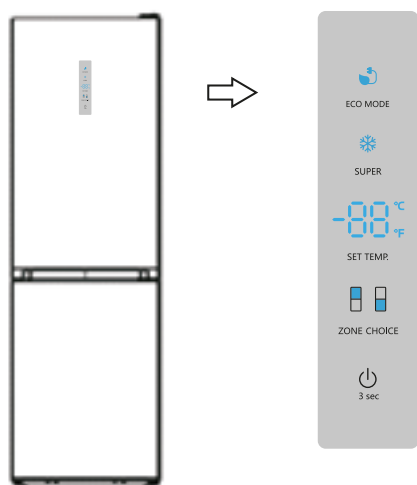 ECO MODE
SUPER
-88 °C
°F
SET TEMP.
ZONE CHOICE
3 sec